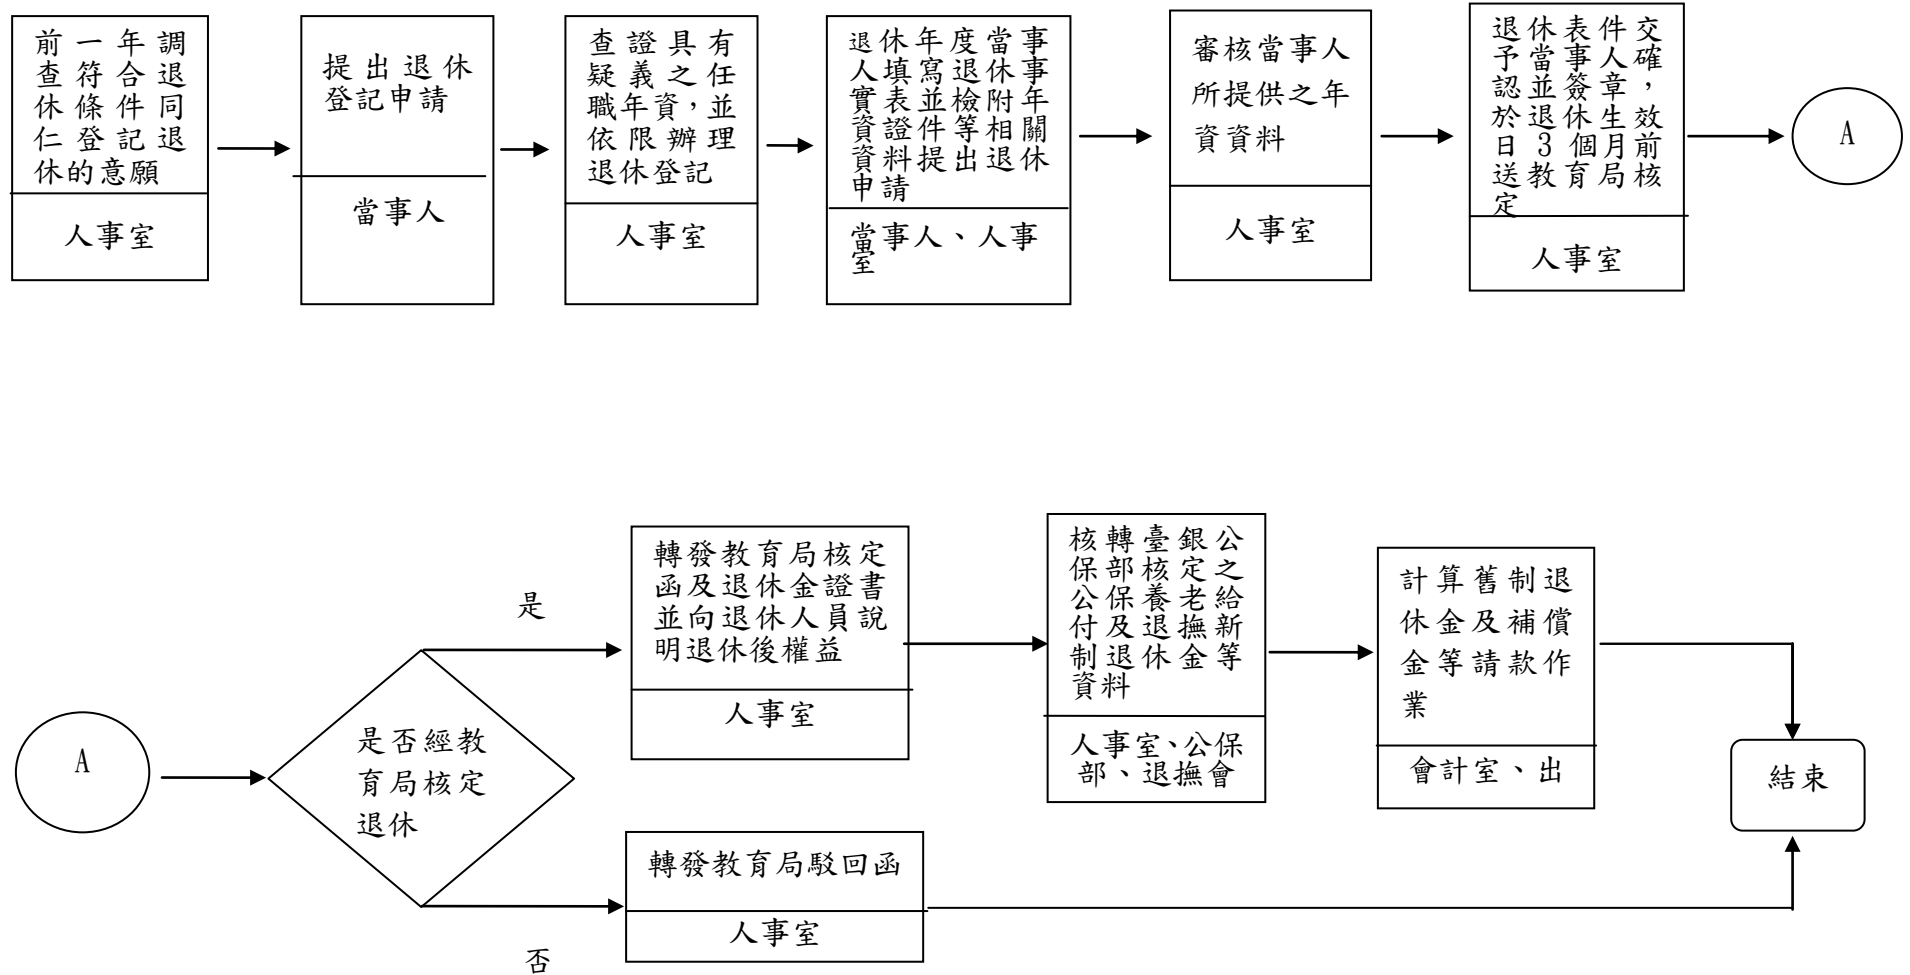 前一年調
查符合退
休條件同
仁登記退
休的意願
人事室
提出退休
登記申請
當事人
查證具有
疑義之任
職年資，並
依限辦理
退休登記
人事室
退休年度當事
人填寫退休事
實表並檢附年
資證件等相關
資料提出退休
申請
當事人、人事
室
審核當事人
所提供之年
資資料
人事室
退休表件交
予當事人確
認並簽章，
於退休生效
日3個月前
送教育局核
定
人事室
A
A
是否經教
育局核定
退休
是
轉發教育局核定
函及退休金證書
並向退休人員說
明退休後權益
人事室
核轉臺銀公
保部核定之
公保養老給
付及退撫新
制退休金等
資料
人事室、公保
部、退撫會
計算舊制退
休金及補償
金等請款作
業
會計室、出
結束
否
轉發教育局駁回函
人事室